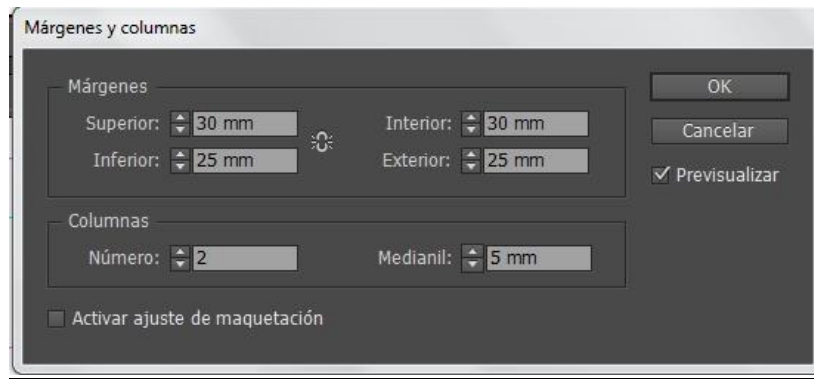 Márgenes y columnas
Márgenes
Superior: 30 mm
Interior: 30 mm
Inferior: 25 mm
Exterior: 25 mm
OK
Cancelar
Previsualizar
Columnas
Número: 2
Medianil: 5 mm
Activar ajuste de maquetación